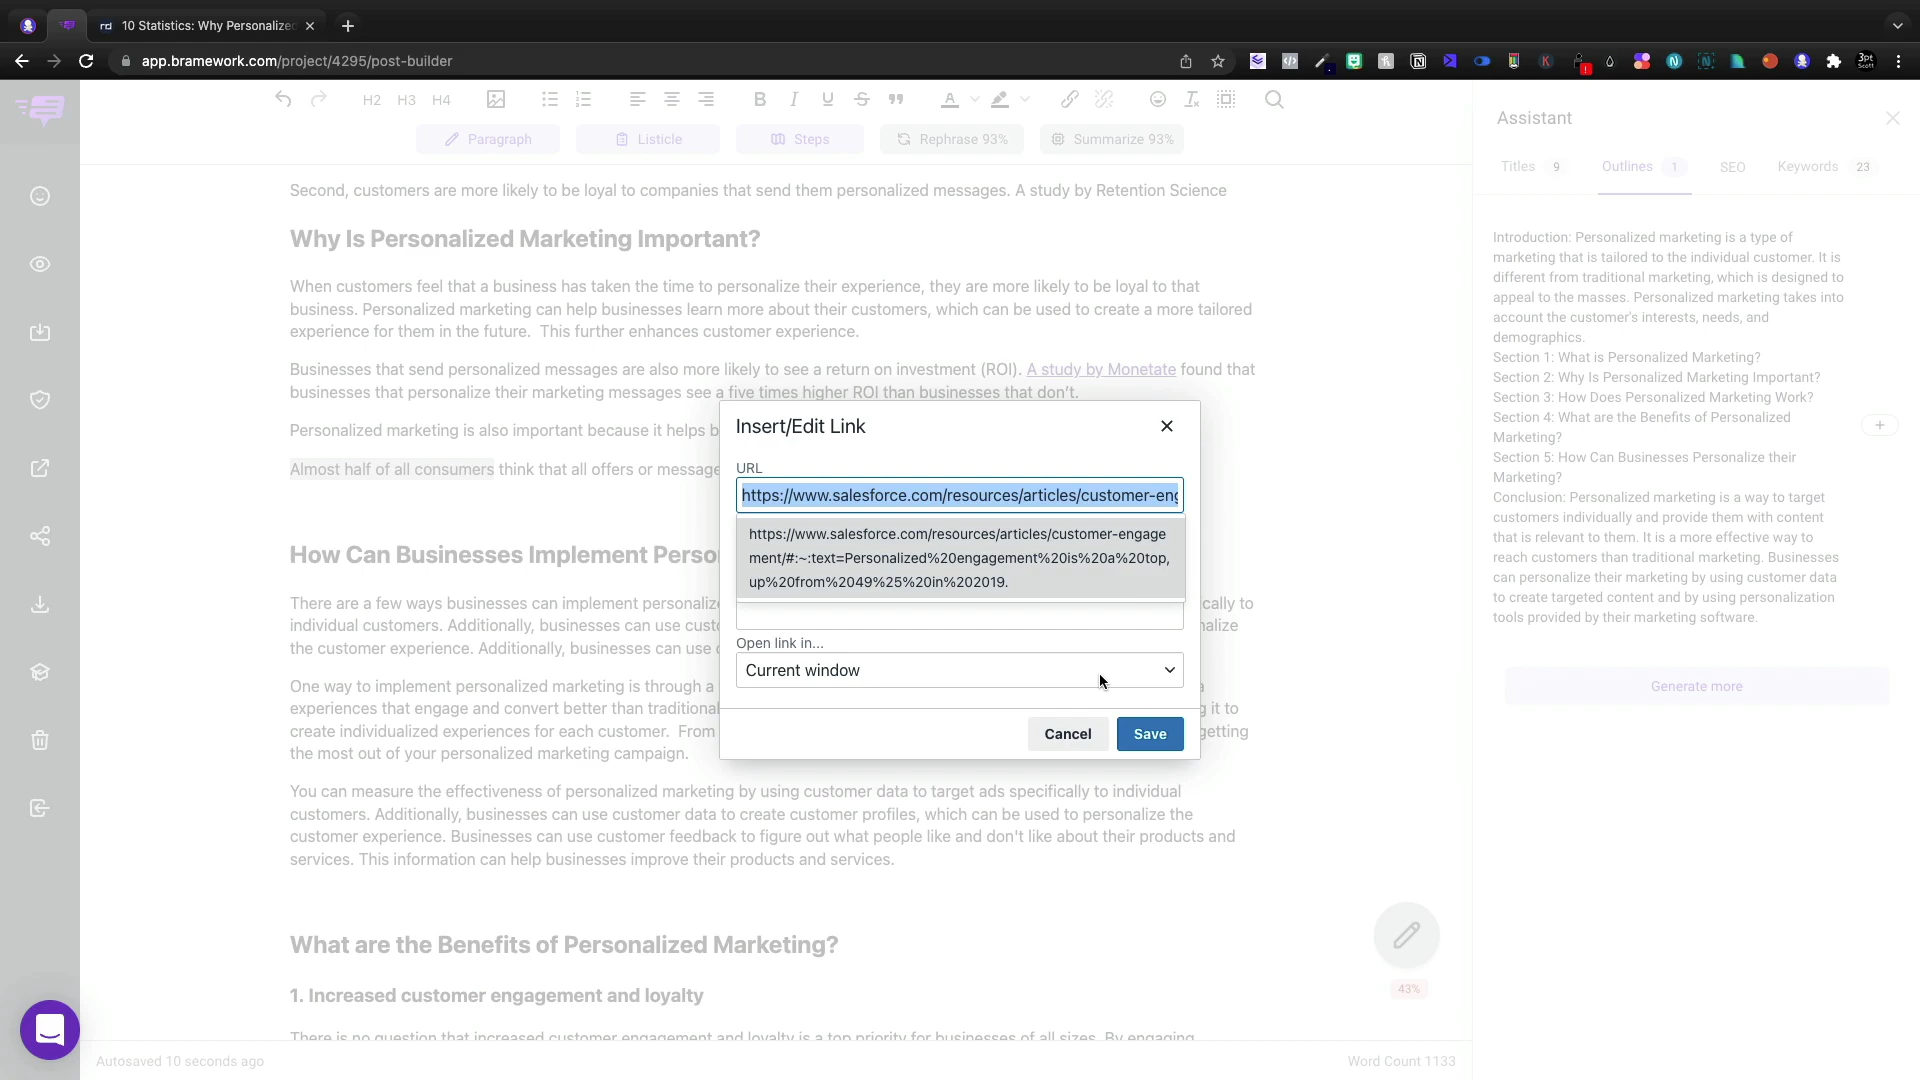 10 Statistics: Why Personalized
app.bramework.com/project/4295/post-builder
3pt
Scott
H2 H3 H4
Paragraph
Listicle
Steps
Rephrase 93%
Summarize 93%
Second, customers are more likely to be loyal to companies that send them personalized messages. A study by Retention Science
Why Is Personalized Marketing Important?
When customers feel that a business has taken the time to personalize their experience, they are more likely to be loyal to that
business. Personalized marketing can help businesses learn more about their customers, which can be used to create a more tailored
experience for them in the future. This further enhances customer experience.
Businesses that send personalized messages are also more likely to see a return on investment (ROI). A study by Monetate found that
businesses that personalize their marketing messages see a five times higher ROI than businesses that don't.
Personalized marketing is also important because it helps b
Almost half of all consumers think that all offers or message
How Can Businesses Implement Perso
There are a few ways businesses can implement personaliz
cally to
individual customers. Additionally, businesses can use custo
nalize
the customer experience. Additionally, businesses can use c
One way to implement personalized marketing is through a
a
experiences that engage and convert better than traditional
g it to
create individualized experiences for each customer. From
getting
the most out of your personalized marketing campaign.
You can measure the effectiveness of personalized marketing by using customer data to target ads specifically to individual
customers. Additionally, businesses can use customer data to create customer profiles, which can be used to personalize the
customer experience. Businesses can use customer feedback to figure out what people like and don't like about their products and
services. This information can help businesses improve their products and services.
What are the Benefits of Personalized Marketing?
1. Increased customer engagement and loyalty
There is no question that increased customer engagement and loyalty is a top priority for businesses of all sizes. By engaging
Autosaved 10 seconds ago
Word Count 1133
43%
Insert/Edit Link
URL
https://www.salesforce.com/resources/articles/customer-eng
https://www.salesforce.com/resources/articles/customer-engage
ment/#:~:text=Personalized%20engagement%20is%20a%20top,
up%20from%2049%25%20in%202019.
Open link in...
Current window
Cancel
Save
Assistant
Titles 9
Outlines 1
SEO
Keywords 23
Introduction: Personalized marketing is a type of
marketing that is tailored to the individual customer. It is
different from traditional marketing, which is designed to
appeal to the masses. Personalized marketing takes into
account the customer's interests, needs, and
demographics.
Section 1: What is Personalized Marketing?
Section 2: Why Is Personalized Marketing Important?
Section 3: How Does Personalized Marketing Work?
Section 4: What are the Benefits of Personalized
Marketing?
Section 5: How Can Businesses Personalize their
Marketing?
Conclusion: Personalized marketing is a way to target
customers individually and provide them with content
that is relevant to them. It is a more effective way to
reach customers than traditional marketing. Businesses
can personalize their marketing by using customer data
to create targeted content and by using personalization
tools provided by their marketing software.
Generate more